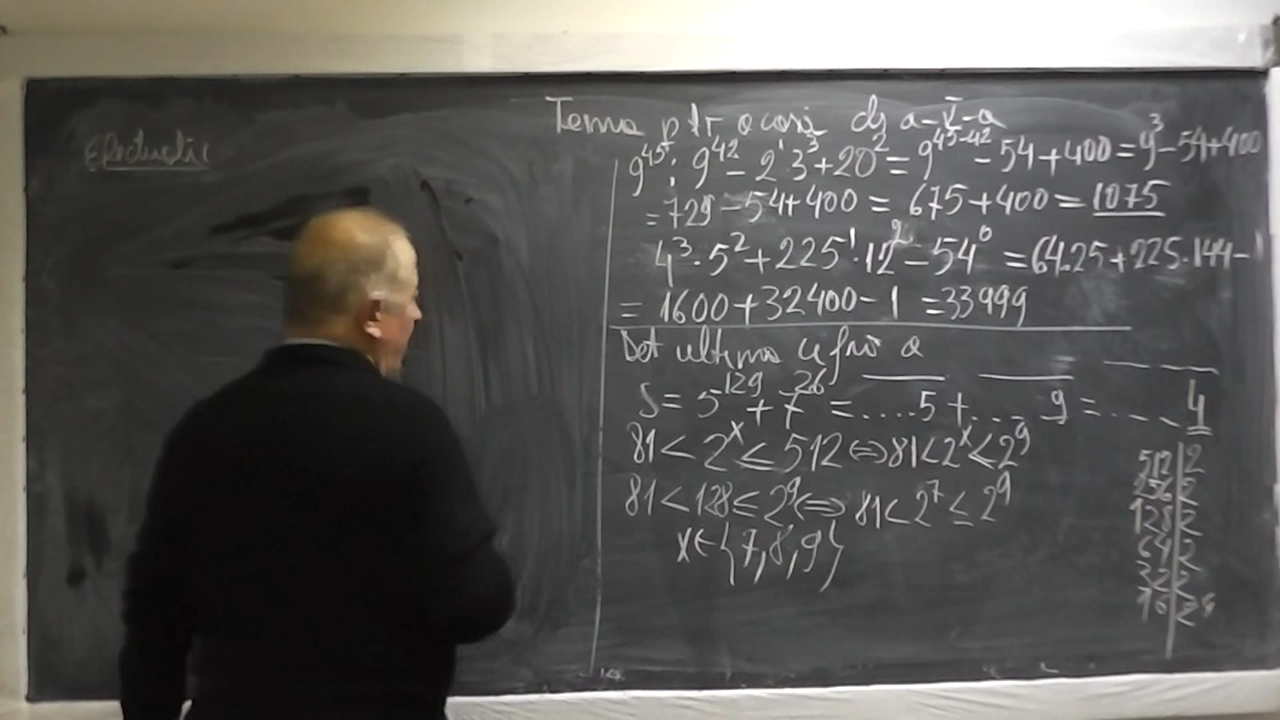 Efectuați
Tema ptr acasă cls a-V-a
9^45 : 9^42 - 2^1·3^3 + 20^2 = 9^45-42 - 54 + 400 = 9^3 - 54 + 400
= 729 - 54 + 400 = 675 + 400 = 1075
4^3 · 5^2 + 225^1 · 12^2 - 54^0 = 64.25 + 225.144 -
= 1600 + 32400 - 1 = 33999
Det ultima cifră a
S = 5^129 + 7^26 = ....5 + ... 9 = .... 4
81 < 2^x ≤ 512 ⇔ 81 < 2^x ≤ 2^9
81 < 128 ≤ 2^9 ⇔ 81 < 2^7 ≤ 2^9
x ∈ {7,8,9}
512 | 2
256 | 2
128 | 2
64 | 2
32 | 2
16 | 2